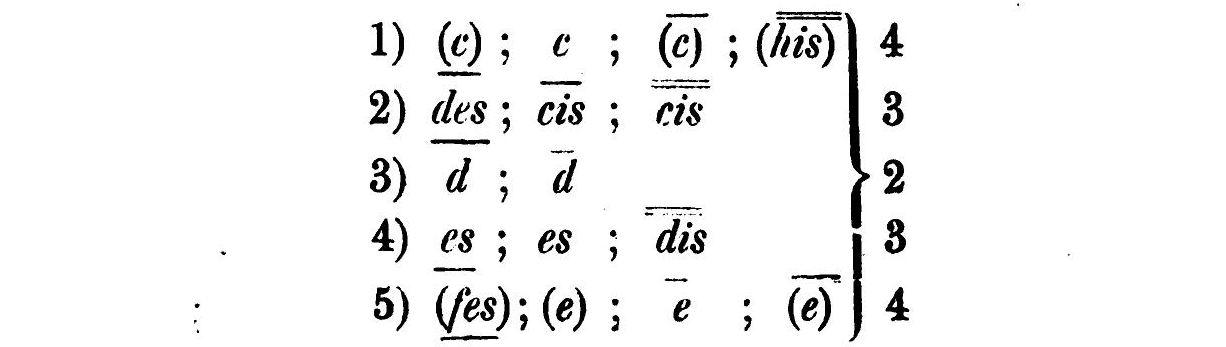 1) (c) ; c ; (c) ; (his) } 4
2) des ; cis ; cis 3
3) d ; d 2
4) es ; es ; dis 3
5) (fes) ; (e) ; e ; (e) 4